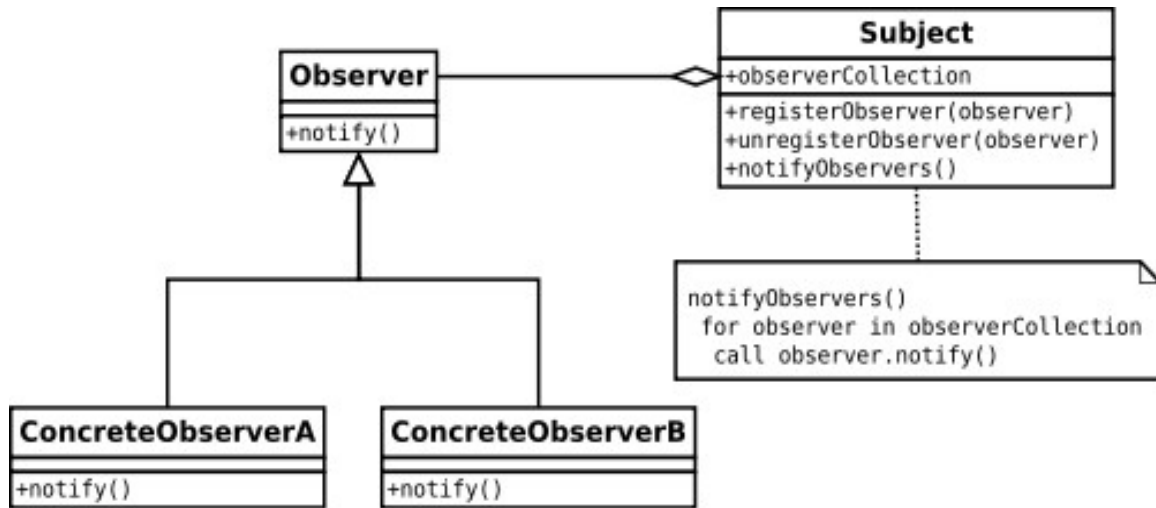 Subject
+observerCollection
+registerObserver(observer)
+unregisterObserver(observer)
+notifyObservers()
Observer
+notify()
notifyObservers()
for observer in observerCollection
call observer.notify()
ConcreteObserverA
+notify()
ConcreteObserverB
+notify()